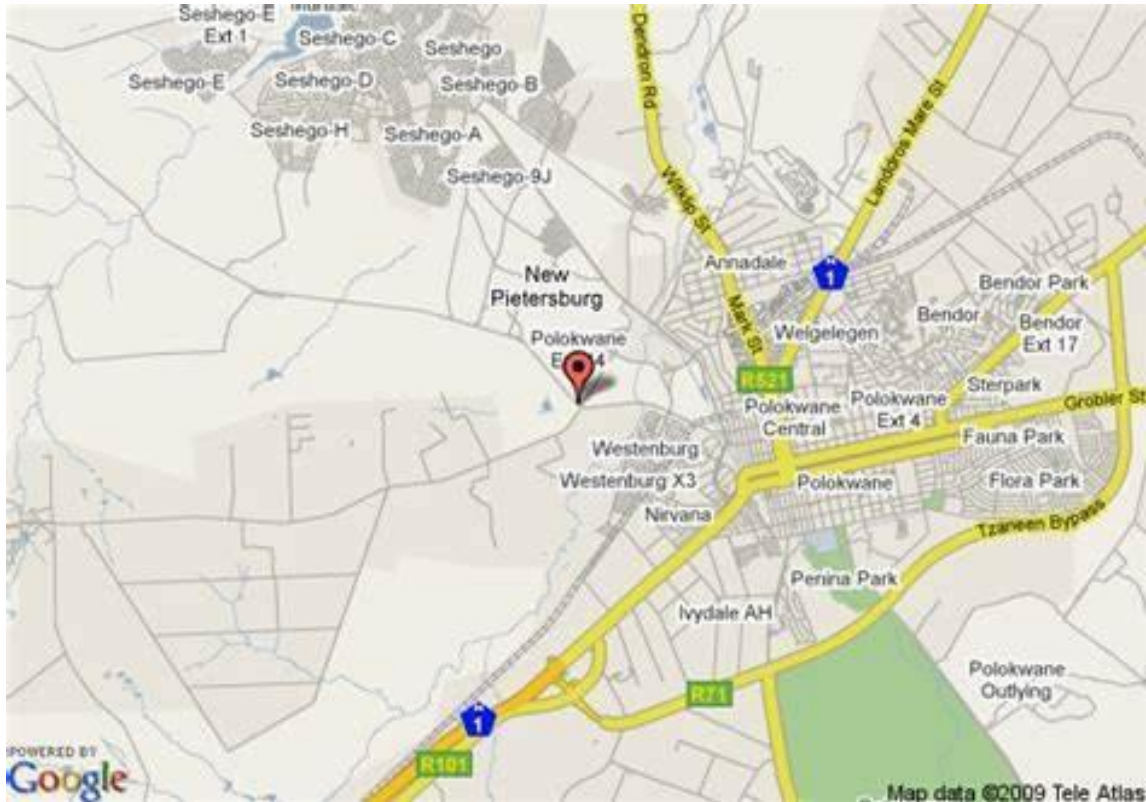 Seshego-E
Ext 1
Seshego-C
Seshego
Seshego-E
Seshego-D
Seshego-B
Seshego-H
Seshego-A
Seshego-9J
Dendron Rd
Landdros Mare St
Witklip St
Annadale
N
1
New
Pietersburg
Bendor Park
Mark St
Welgelegen
Bendor
Bendor
Ext 17
Polokwane
R521
Sterpark
Polokwane
Central
Polokwane
Ext 4
Grobler St
Westenburg
Fauna Park
Westenburg X3
Polokwane
Flora Park
Nirvana
Tzaneen Bypass
Penina Park
Ivydale AH
Polokwane
Outlying
R71
N
1
R101
POWERED BY
Google
Map data ©2009 Tele Atlas